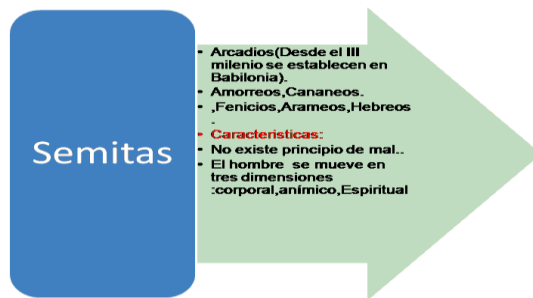 Semitas
• Arcadios(Desde el III
milenio se establecen en
Babilonia).
• Amorreos,Cananeos.
• ,Fenicios,Arameos,Hebreos
.
• Características:
• No existe principio de mal..
• El hombre se mueve en
tres dimensiones
:corporal,anímico,Espiritual